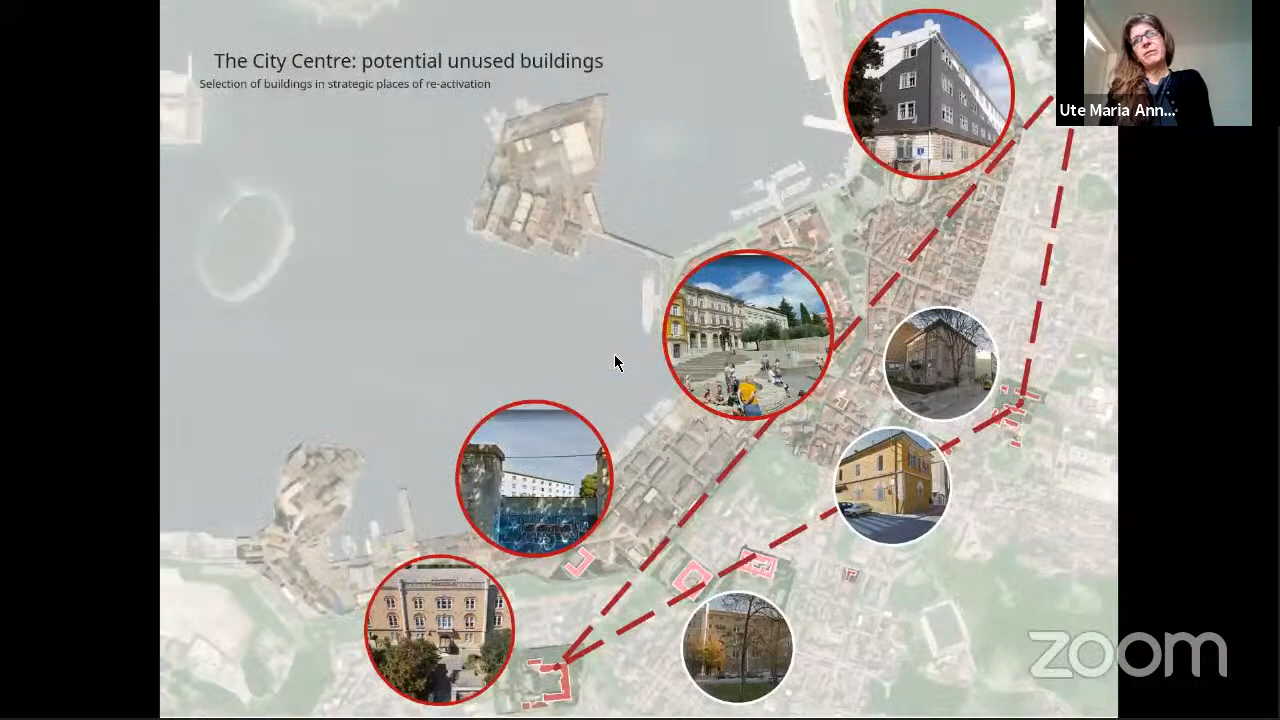 The City Centre: potential unused buildings
Selection of buildings in strategic places of re-activation
Ute Maria Ann...
zoom